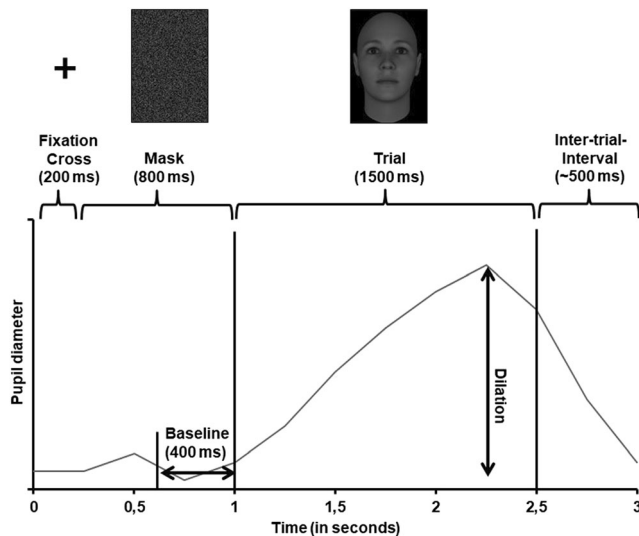 Fixation
Cross
(200 ms)
Mask
(800 ms)
Trial
(1500 ms)
Inter-trial-
Interval
(~500 ms)
Pupil diameter
Baseline
(400 ms)
Dilation
0
0,5
1
1,5
2
2,5
3
Time (in seconds)